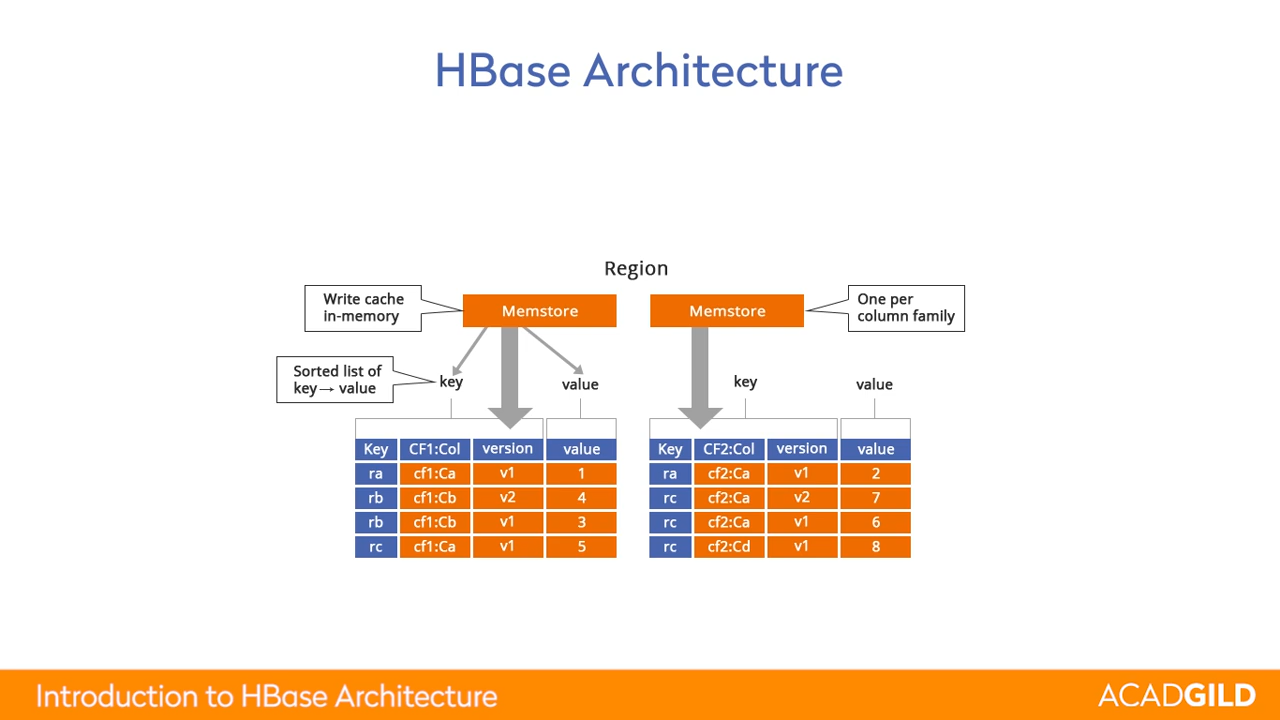 HBase Architecture
Region
Write cache
in-memory
Memstore
Memstore
One per
column family
Sorted list of
key→ value
key
value
key
value
Key CF1:Col version value
ra cf1:Ca v1 1
rb cf1:Cb v2 4
rb cf1:Cb v1 3
rc cf1:Ca v1 5
Key CF2:Col version value
ra cf2:Ca v1 2
rc cf2:Ca v2 7
rc cf2:Ca v1 6
rc cf2:Cd v1 8
Introduction to HBase Architecture
ACADGILD